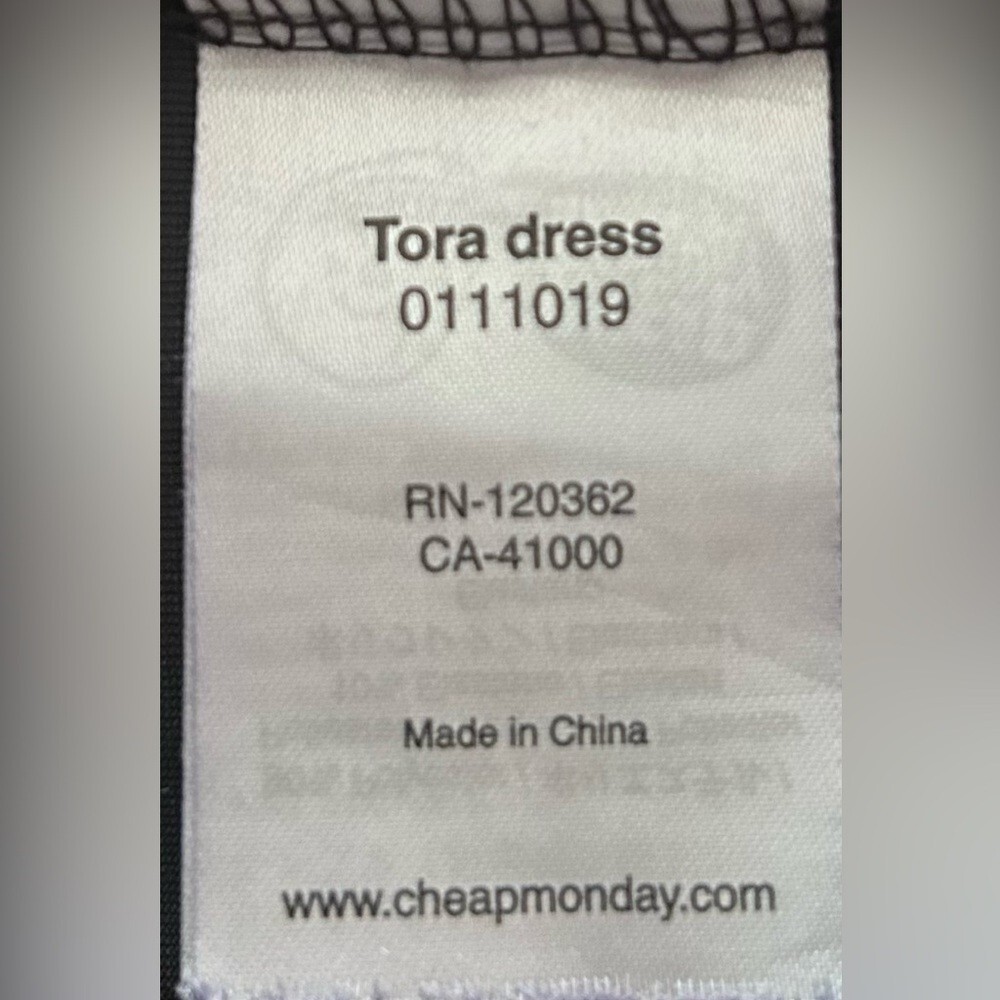 Tora dress
0111019
RN-120362
CA-41000
Made in China
www.cheapmonday.com